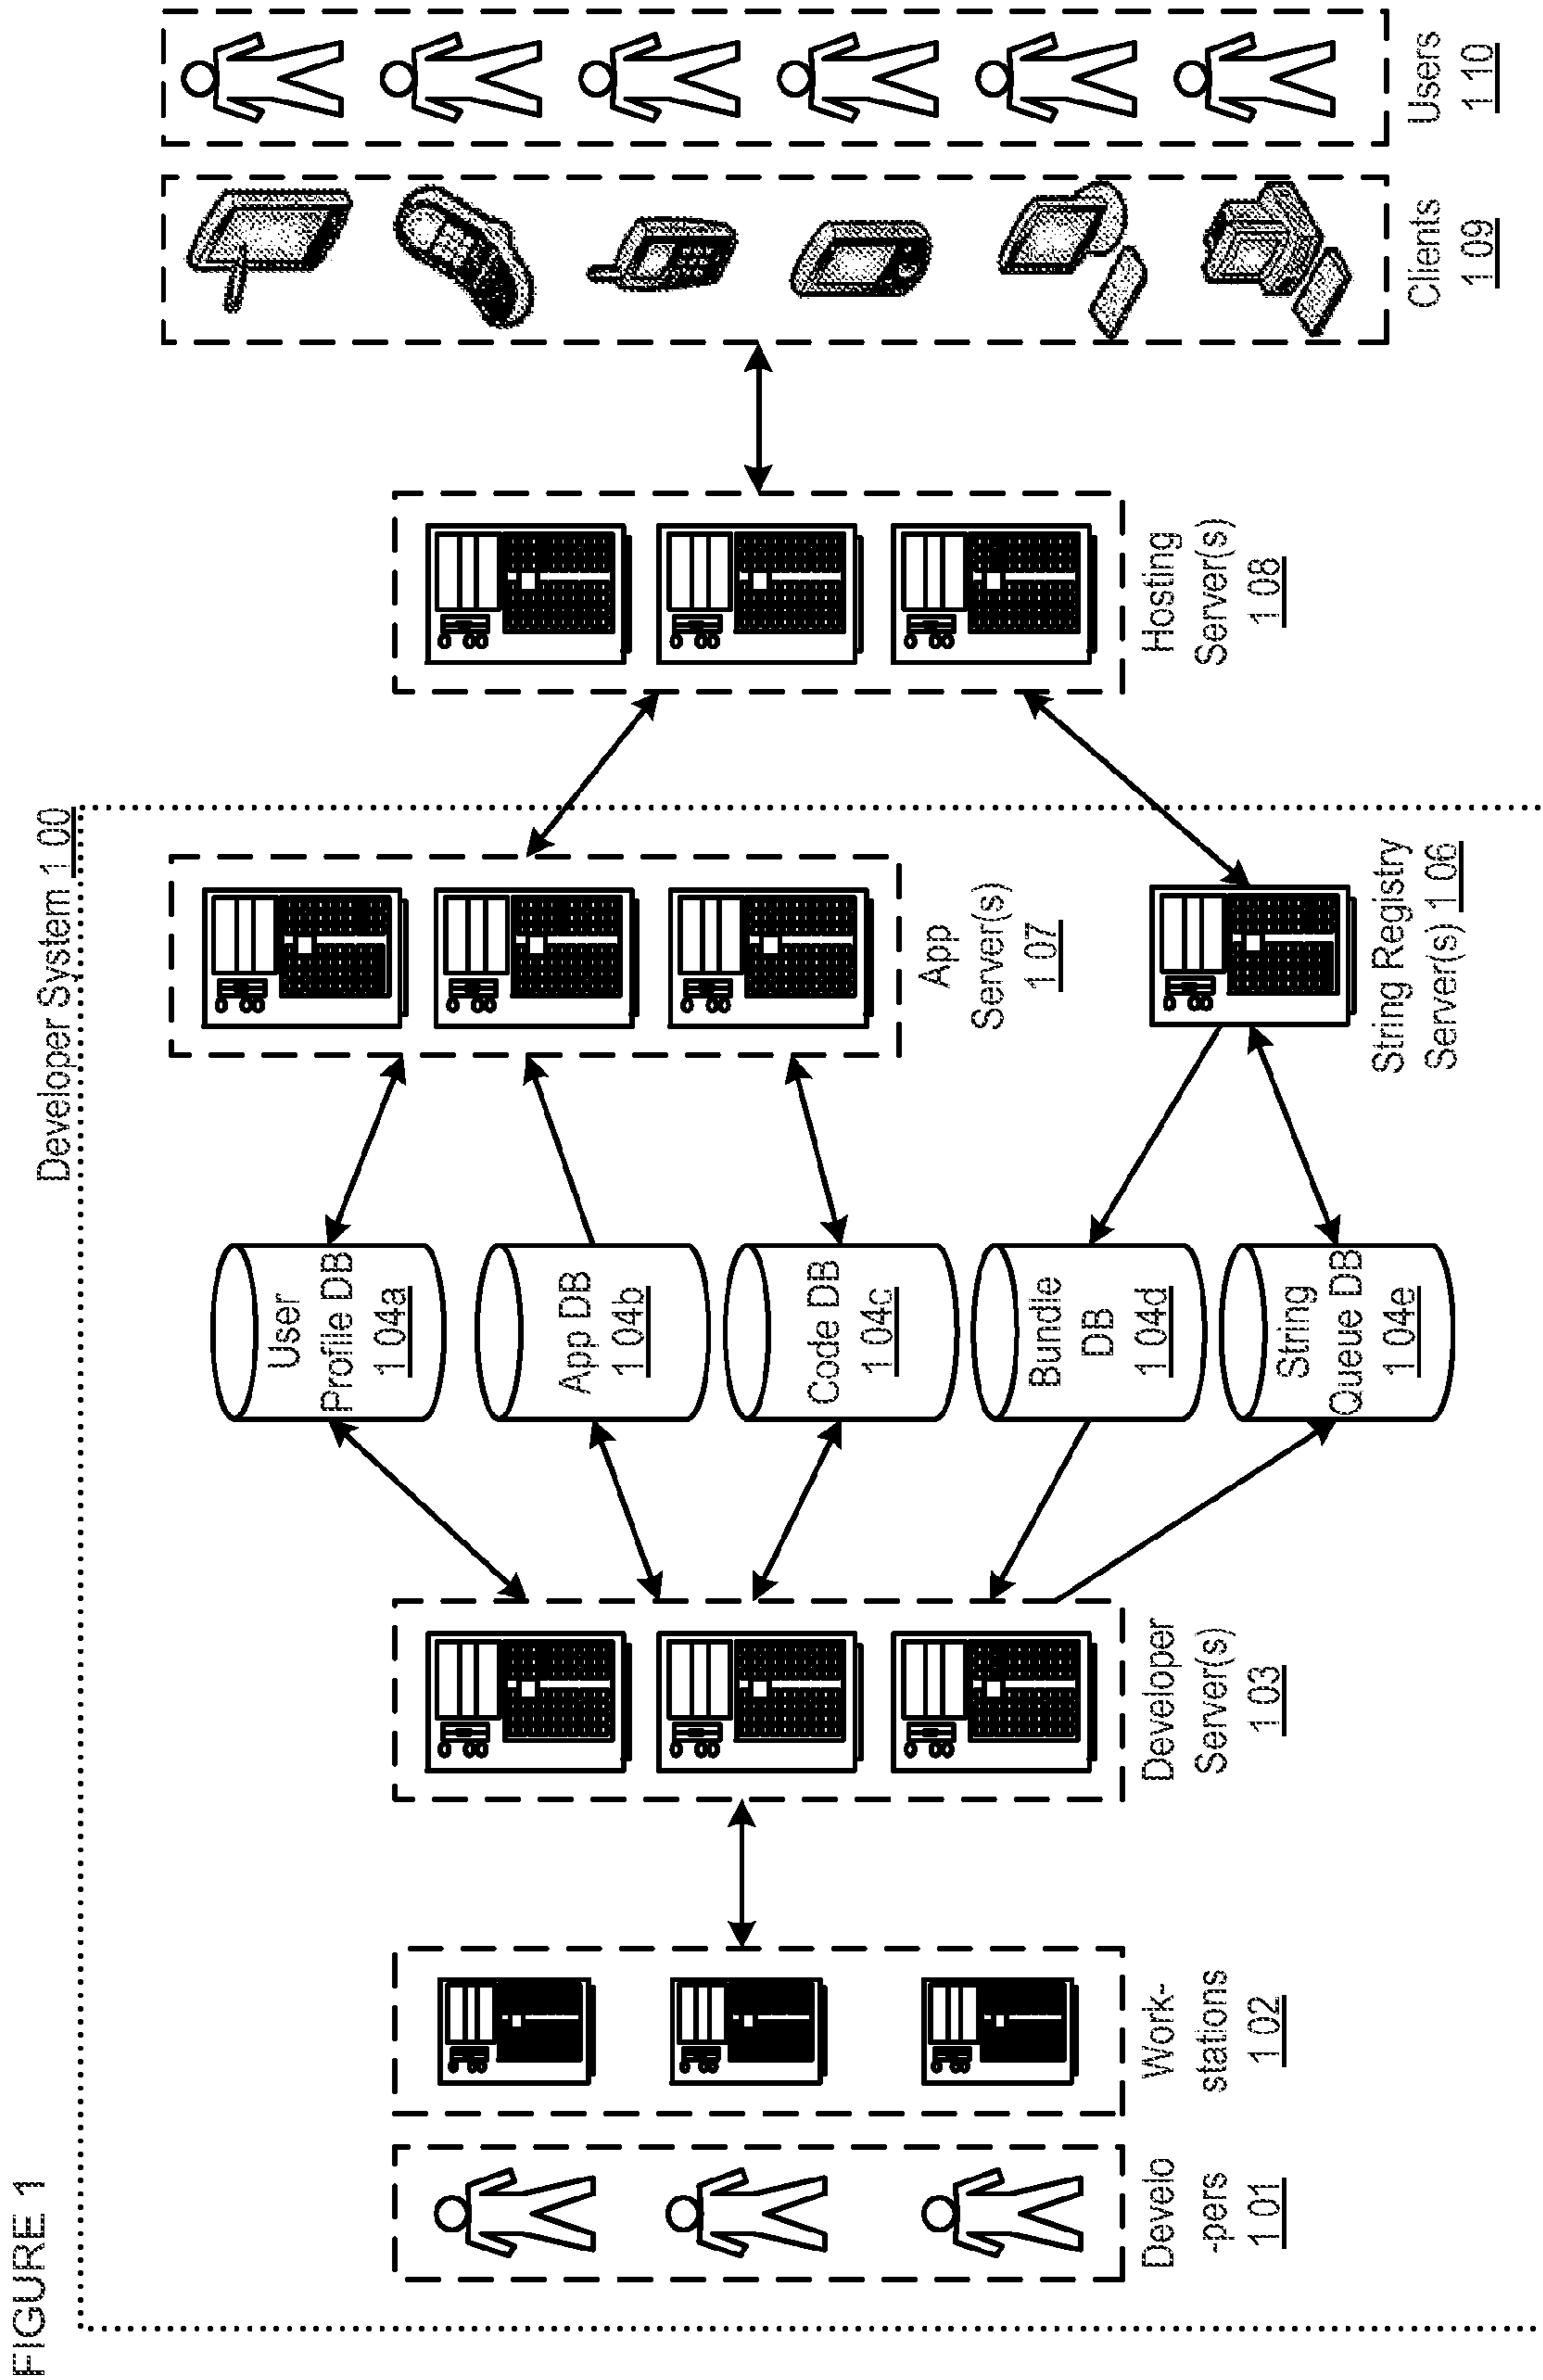 FIGURE 1
Developer System 100
Develo
-pers
101
Work-
stations
102
Developer
Server(s)
103
User
Profile DB
104a
App DB
104b
Code DB
104c
Bundle
DB
104d
String
Queue DB
104e
App
Server(s)
107
String Registry
Server(s) 106
Hosting
Server(s)
108
Clients
109
Users
110